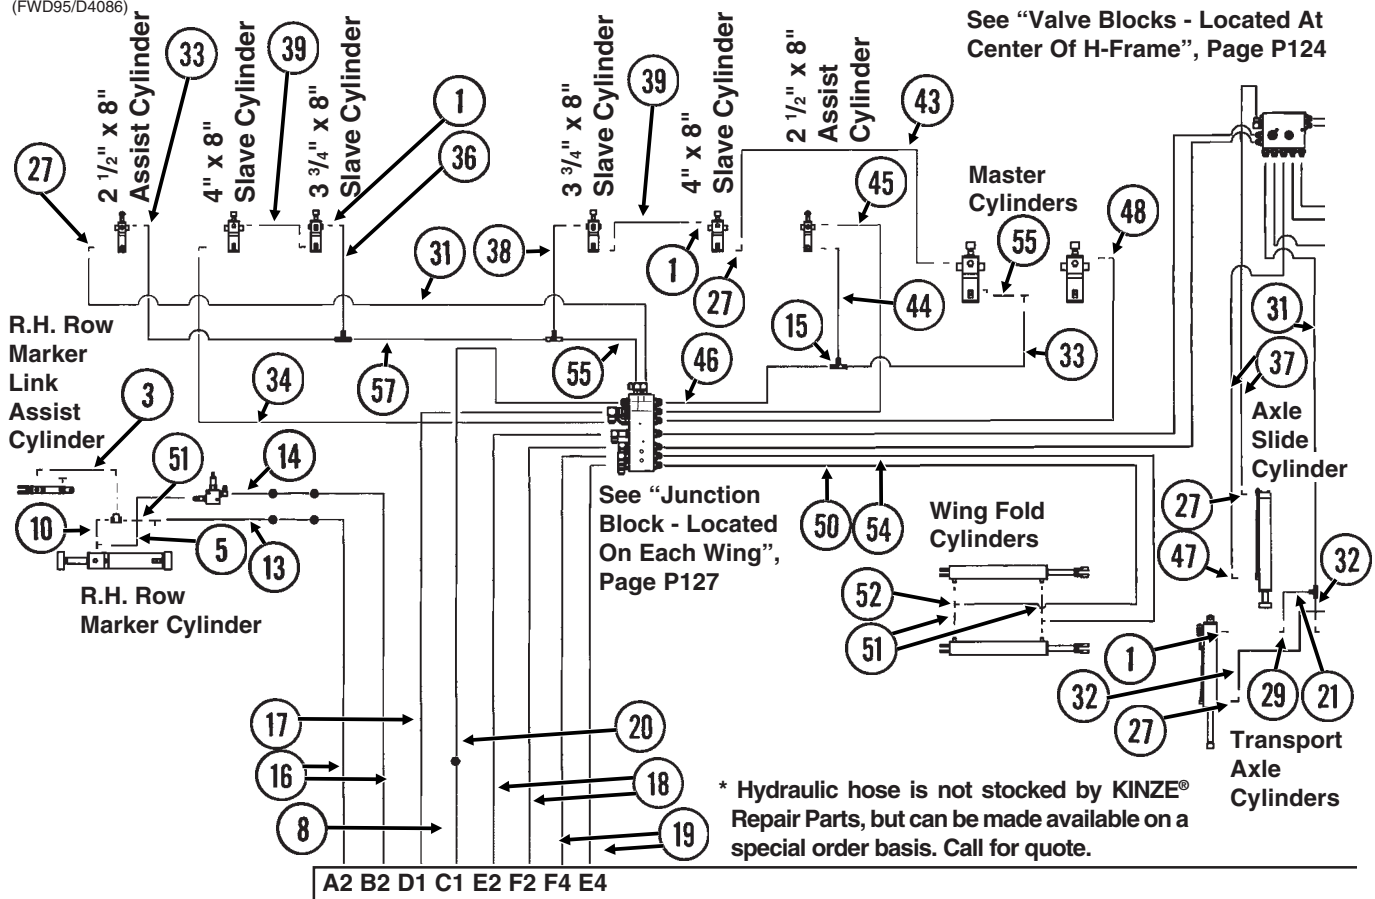 (FWD95/D4086)
See “Valve Blocks - Located At
Center Of H-Frame”, Page P124
2 1/2" x 8"
Assist Cylinder
33
4" x 8"
Slave Cylinder
39
3 3/4" x 8"
Slave Cylinder
1
36
27
3 3/4" x 8"
Slave Cylinder
39
4" x 8"
Slave Cylinder
2 1/2" x 8"
Assist
Cylinder
43
45
Master
Cylinders
48
55
31
38
1
27
44
15
33
31
37
R.H. Row
Marker
Link
Assist
Cylinder
34
57
55
46
3
51
14
10
5
13
R.H. Row
Marker Cylinder
See “Junction
Block - Located
On Each Wing”,
Page P127
50
54
Wing Fold
Cylinders
52
51
Axle
Slide
Cylinder
27
47
32
1
32
27
29
21
Transport
Axle
Cylinders
17
16
8
20
18
19
* Hydraulic hose is not stocked by KINZE®
Repair Parts, but can be made available on a
special order basis. Call for quote.
A2 B2 D1 C1 E2 F2 F4 E4